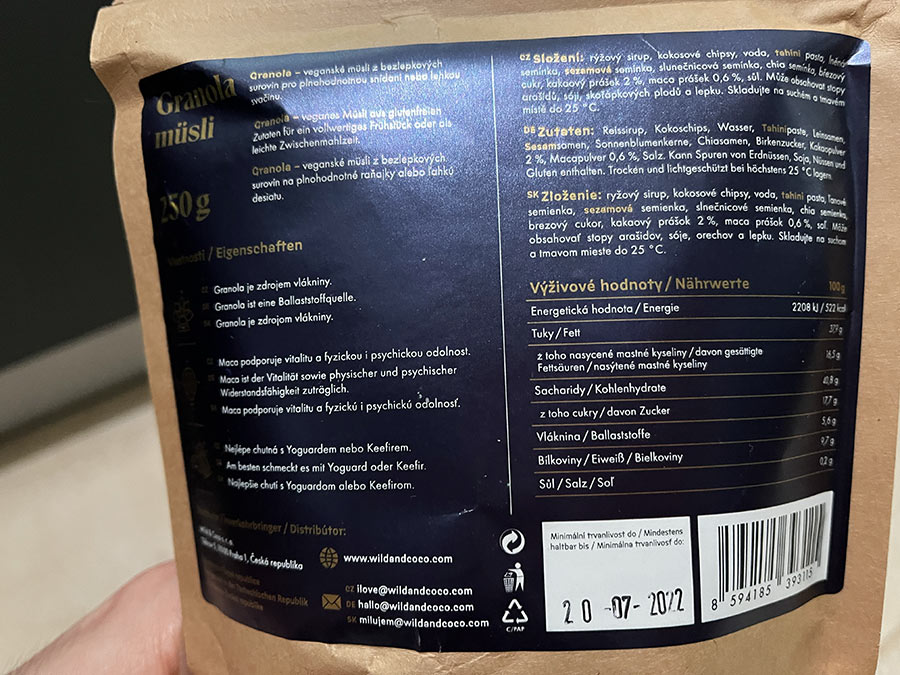 Granola
müsli
250 g
Granola – veganské müsli z bezlepkových
surovin pro plnohodnotnou snídani nebo lehkou
svačinu.
Granola – veganes Müsli aus glutenfreien
Zutaten für ein vollwertiges Frühstück oder als
leichte Zwischenmahlzeit.
Granola – veganské müsli z bezlepkových
surovin na plnohodnotné raňajky alebo ľahkú
desiatu.
Vlastnosti / Eigenschaften
Granola je zdrojem vlákniny.
Granola ist eine Ballaststoffquelle.
Granola je zdrojom vlákniny.
Maca podporuje vitalitu a fyzickou i psychickou odolnost.
Maca ist der Vitalität sowie physischer und psychischer
Widerstandsfähigkeit zuträglich.
Maca podporuje vitalitu a fyzickú i psychickú odolnosť.
Nejlépe chutná s Yoguardem nebo Keefirem.
Am besten schmeckt es mit Yoguard oder Keefir.
Najlepšie chutí s Yoguardom alebo Keefirom.
/ Inverkehrbringer / Distribútor:
Praha 1, Česká republika
republika
der Tschechischen Republik
republike
www.wildandcoco.com
CZ ilove@wildandcoco.com
DE hallo@wildandcoco.com
SK milujem@wildandcoco.com
CZ Složení: rýžový sirup, kokosové chipsy, voda, tahini pasta, lněná
semínka, sezamová semínka, slunečnicová semínka, chia semínka, březový
cukr, kakaový prášek 2 %, maca prášek 0,6 %, sůl. Může obsahovat stopy
arašídů, sóji, skořápkových plodů a lepku. Skladujte na suchém a tmavém
místě do 25 °C.
DE Zutaten: Reissirup, Kokoschips, Wasser, Tahinipaste, Leinsamen,
Sesamsamen, Sonnenblumenkerne, Chiasamen, Birkenzucker, Kakaopulver
2 %, Macapulver 0,6 %, Salz. Kann Spuren von Erdnüssen, Soja, Nüssen und
Gluten enthalten. Trocken und lichtgeschützt bei höchstens 25 °C lagern.
SK Zloženie: ryžový sirup, kokosové chipsy, voda, tahini pasta, ľanové
semienka, sezamová semienka, slnečnicové semienka, chia semienka,
brezový cukor, kakaový prášok 2 %, maca prášok 0,6 %, soľ. Môže
obsahovať stopy arašidov, sóje, orechov a lepku. Skladujte na suchom
a tmavom mieste do 25 °C.
Výživové hodnoty / Nährwerte 100 g
Energetická hodnota / Energie 2208 kJ / 522 kcal
Tuky / Fett 37,9 g
z toho nasycené mastné kyseliny / davon gesättigte
Fettsäuren / nasýtené mastné kyseliny 16,5 g
Sacharidy / Kohlenhydrate 40,8 g
z toho cukry / davon Zucker 17,7 g
Vláknina / Ballaststoffe 5,6 g
Bílkoviny / Eiweiß / Bielkoviny 9,7 g
Sůl / Salz / Soľ 0,2 g
C/PAP
Minimální trvanlivost do / Mindestens
haltbar bis / Minimálna trvanlivosť do:
20-07-2022
8 594185 393115